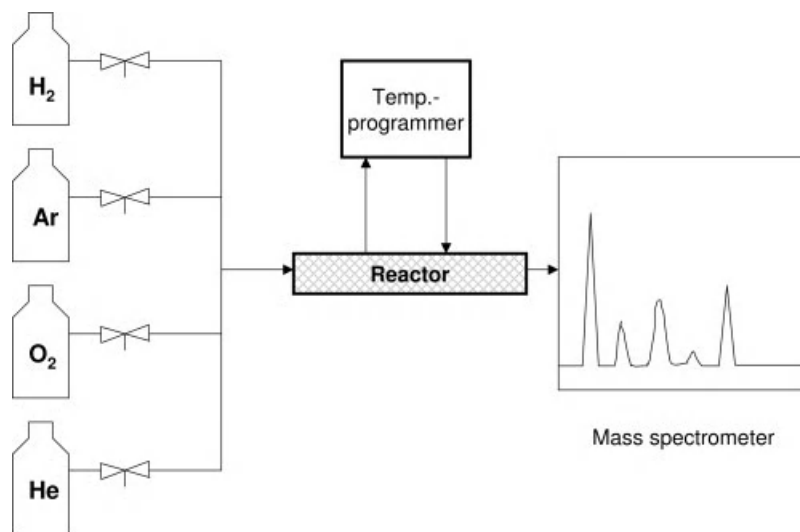 H₂
Ar
O₂
He
Temp.-
programmer
Reactor
Mass spectrometer